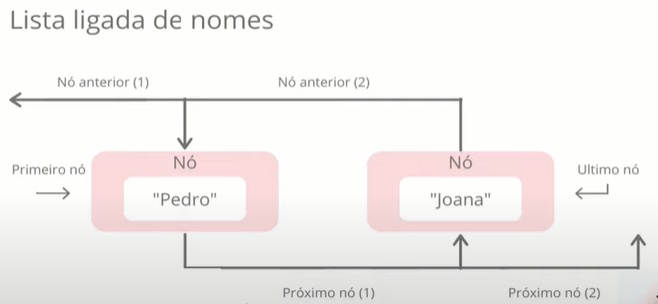 Lista ligada de nomes
Nó anterior (1)
Nó anterior (2)
Primeiro nó
Nó
Nó
Ultimo nó
"Pedro"
"Joana"
Próximo nó (1)
Próximo nó (2)